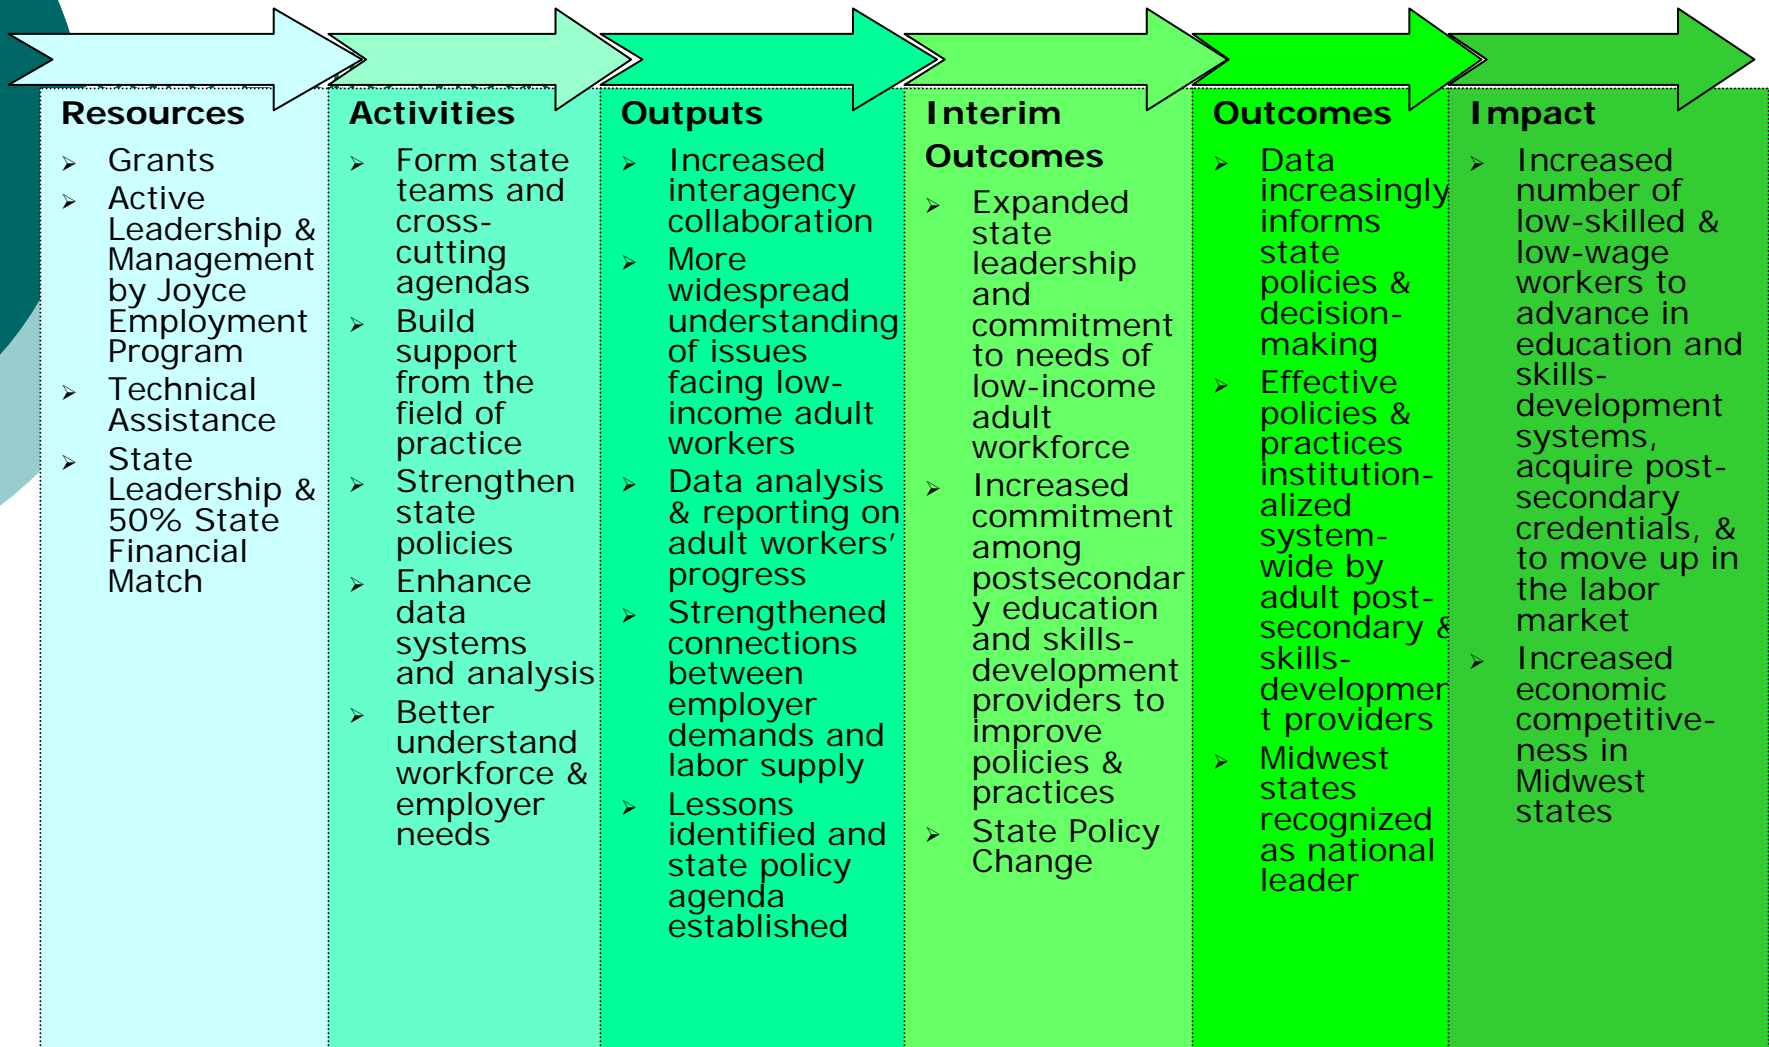 Resources
Grants
Active
Leadership &
Management
by Joyce
Employment
Program
Technical
Assistance
State
Leadership &
50% State
Financial
Match
Activities
Form state
teams and
cross-
cutting
agendas
Build
support
from the
field of
practice
Strengthen
state
policies
Enhance
data
systems
and analysis
Better
understand
workforce &
employer
needs
Outputs
Increased
interagency
collaboration
More
widespread
understanding
of issues
facing low-
income adult
workers
Data analysis
& reporting on
adult workers’
progress
Strengthened
connections
between
employer
demands and
labor supply
Lessons
identified and
state policy
agenda
established
Interim
Outcomes
Expanded
state
leadership
and
commitment
to needs of
low-income
adult
workforce
Increased
commitment
among
postsecondar
y education
and skills-
development
providers to
improve
policies &
practices
State Policy
Change
Outcomes
Data
increasingly
informs
state
policies &
decision-
making
Effective
policies &
practices
institution-
alized
system-
wide by
adult post-
secondary &
skills-
developmen
t providers
Midwest
states
recognized
as national
leader
Impact
Increased
number of
low-skilled &
low-wage
workers to
advance in
education and
skills-
development
systems,
acquire post-
secondary
credentials, &
to move up in
the labor
market
Increased
economic
competitive-
ness in
Midwest
states